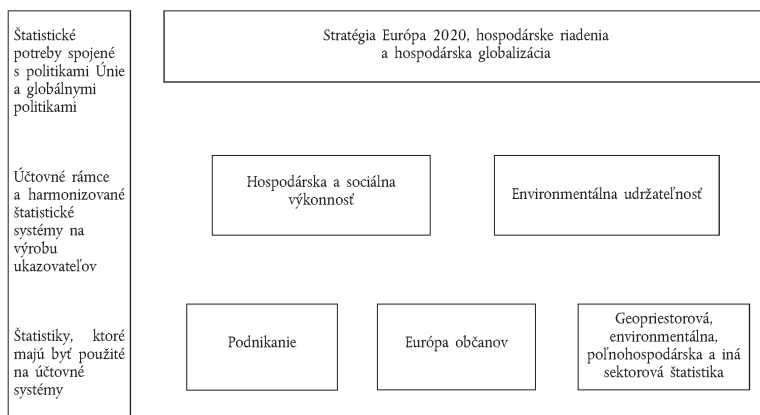 Štatistické
potreby spojené
s politikami Únie
a globálnymi
politikami
Stratégia Európa 2020, hospodárske riadenia
a hospodárska globalizácia
Účtovné rámce
a harmonizované
štatistické
systémy na
výrobu
ukazovateľov
Hospodárska a sociálna
výkonnosť
Environmentálna udržateľnosť
Štatistiky, ktoré
majú byť použité
na účtovné
systémy
Podnikanie
Európa občanov
Geopriestorová,
environmentálna,
poľnohospodárska a iná
sektorová štatistika